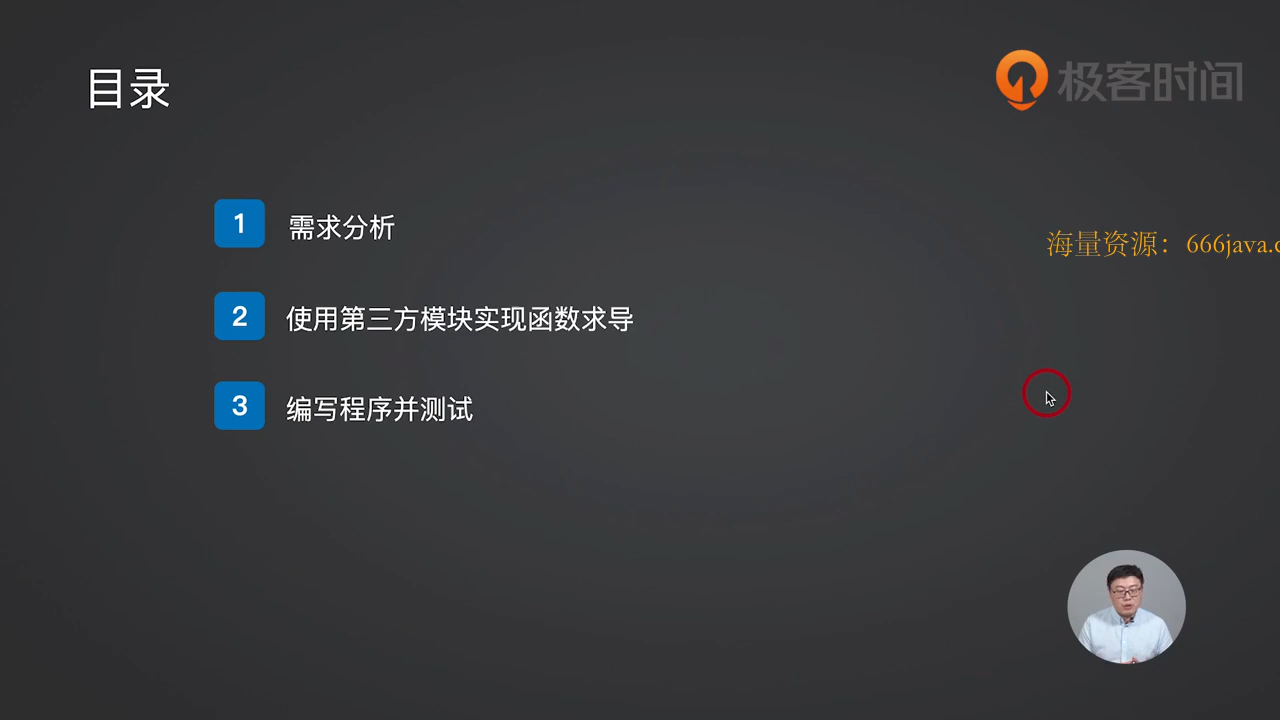 目录
极客时间
1 需求分析
海量资源：666java.c
2 使用第三方模块实现函数求导
3 编写程序并测试